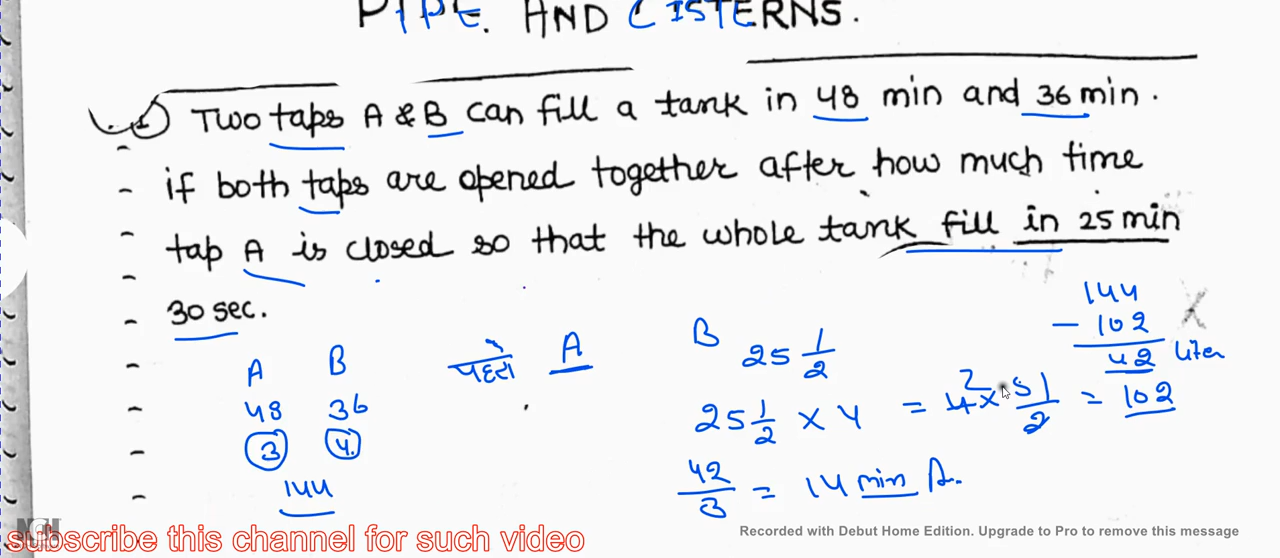 PIPE. AND CISTERNS.
1) Two taps A & B can fill a tank in 48 min and 36 min.
if both taps are opened together after how much time
tap A is closed so that the whole tank fill in 25 min
30 sec.
A B
48 36
3 4
144
A
B 25 1/2
25 1/2 × 4 = 4 × 51/2 = 102
2
144
- 102
42 liter
42/3 = 14 min A.
subscribe this channel for such video
Recorded with Debut Home Edition. Upgrade to Pro to remove this message